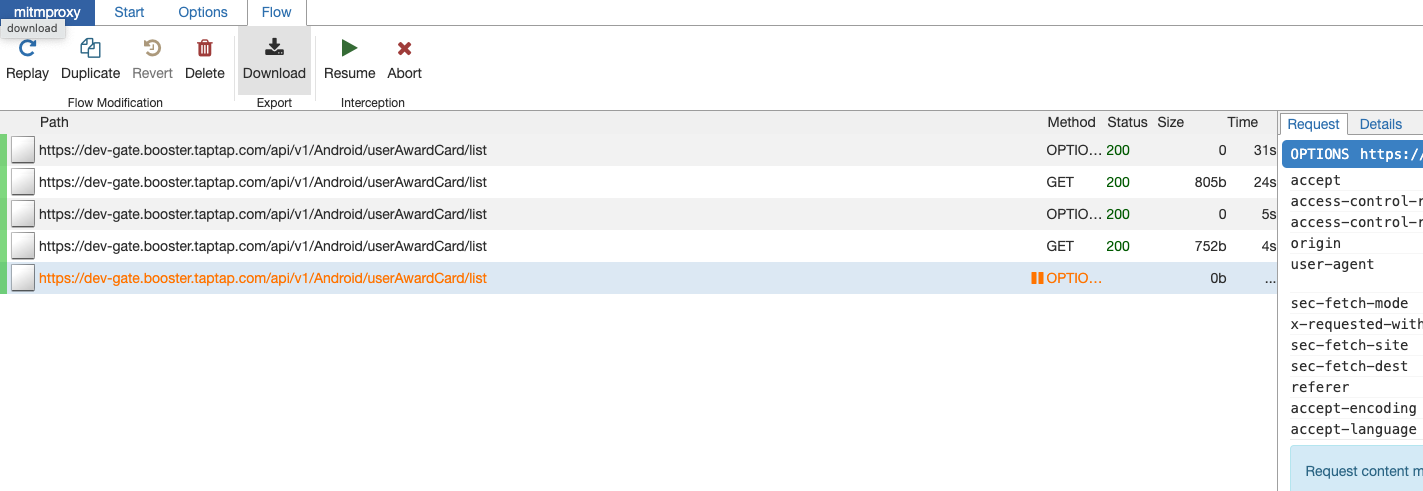 mitmproxy Start Options Flow
download
Replay Duplicate Revert Delete Download Resume Abort
Flow Modification Export Interception
Path Method Status Size Time Request Details
https://dev-gate.booster.taptap.com/api/v1/Android/userAwardCard/list OPTIO... 200 0 31s OPTIONS https:/
https://dev-gate.booster.taptap.com/api/v1/Android/userAwardCard/list GET 200 805b 24s accept
https://dev-gate.booster.taptap.com/api/v1/Android/userAwardCard/list OPTIO... 200 0 5s access-control-r
access-control-r
https://dev-gate.booster.taptap.com/api/v1/Android/userAwardCard/list GET 200 752b 4s origin
user-agent
https://dev-gate.booster.taptap.com/api/v1/Android/userAwardCard/list OPTIO... 0b ...
sec-fetch-mode
x-requested-with
sec-fetch-site
sec-fetch-dest
referer
accept-encoding
accept-language
Request content m